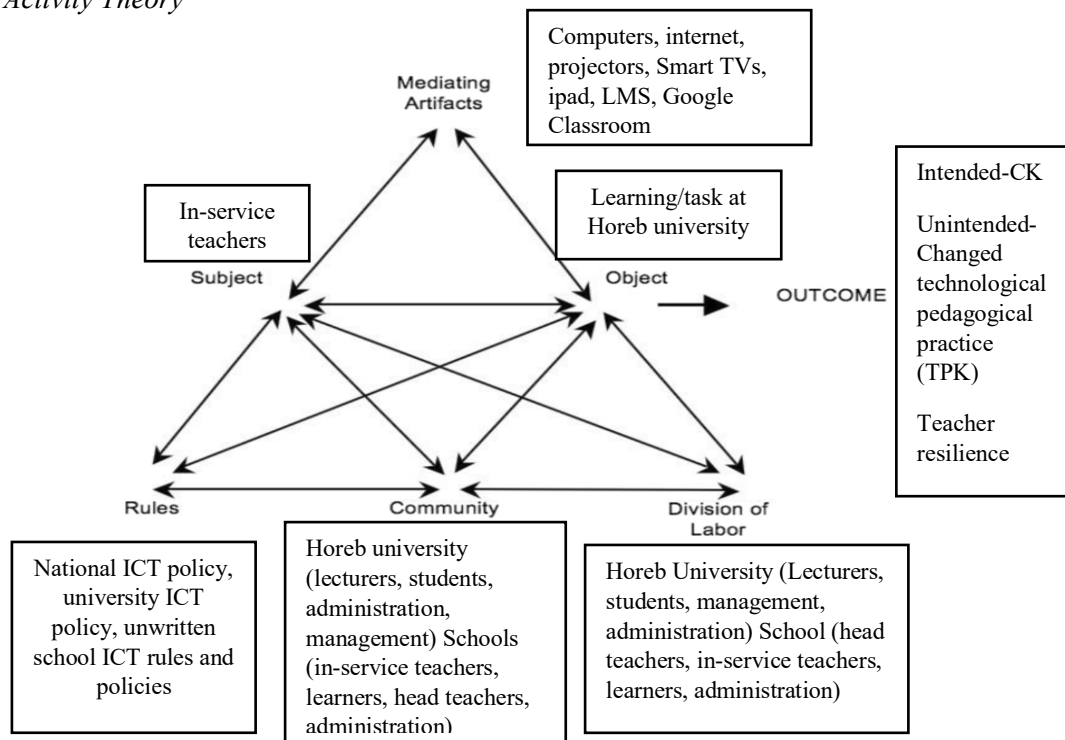 Activity Theory
Computers, internet,
projectors, Smart TVs,
ipad, LMS, Google
Classroom
Mediating
Artifacts
Intended-CK
Unintended-
Changed
technological
pedagogical
practice
(TPK)
Teacher
resilience
In-service
teachers
Learning/task at
Horeb university
Subject
Object
OUTCOME
Rules
Community
Division of
Labor
National ICT policy,
university ICT
policy, unwritten
school ICT rules and
policies
Horeb university
(lecturers, students,
administration,
management) Schools
(in-service teachers,
learners, head teachers,
administration)
Horeb University (Lecturers,
students, management,
administration) School (head
teachers, in-service teachers,
learners, administration)